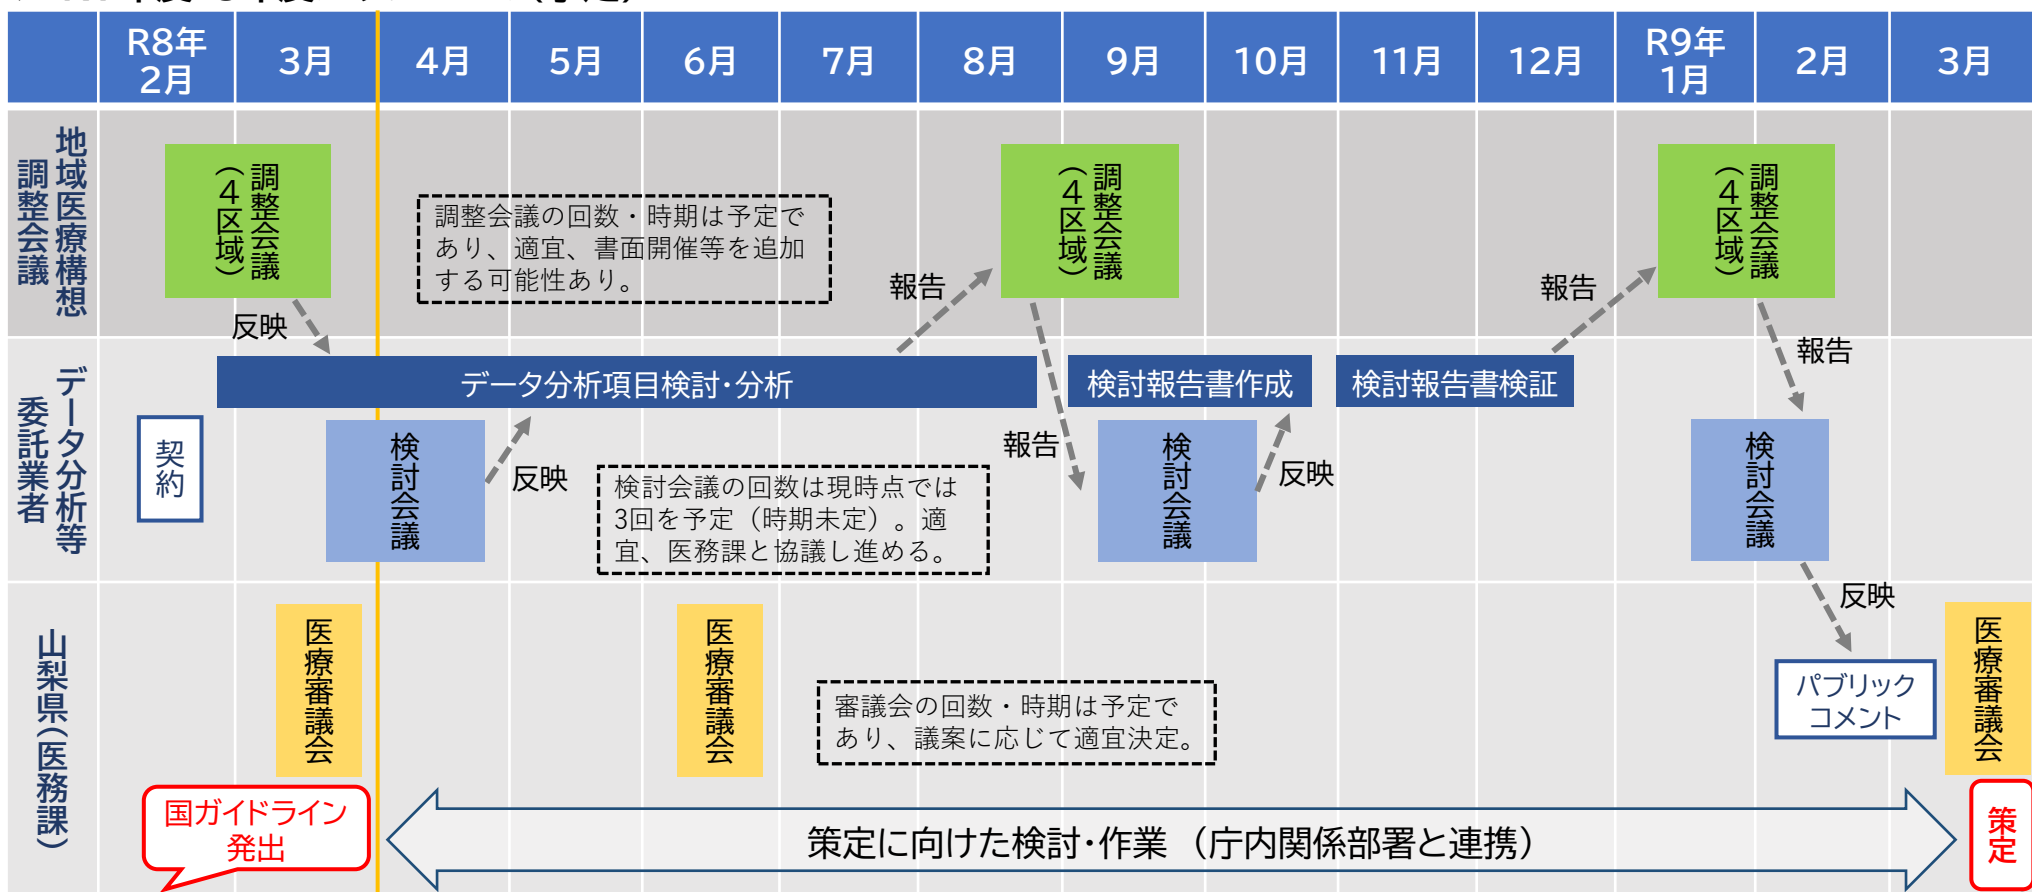 R8年
2月
3月
4月
5月
6月
7月
8月
9月
10月
11月
12月
R9年
1月
2月
3月
地域医療構想
調整会議
調整会議
（４区域）
調整会議の回数・時期は予定で
あり、適宜、書面開催等を追加
する可能性あり。
調整会議
（４区域）
調整会議
（４区域）
反映
報告
報告
報告
データ分析等
委託業者
データ分析項目検討・分析
検討報告書作成
検討報告書検証
契約
検討会議
反映
検討会議の回数は現時点では
3回を予定（時期未定）。適
宜、医務課と協議し進める。
報告
検討会議
反映
検討会議
反映
山梨県（医務課）
医療審議会
医療審議会
審議会の回数・時期は予定で
あり、議案に応じて適宜決定。
パブリック
コメント
医療審議会
国ガイドライン
発出
策定に向けた検討・作業（庁内関係部署と連携）
策定